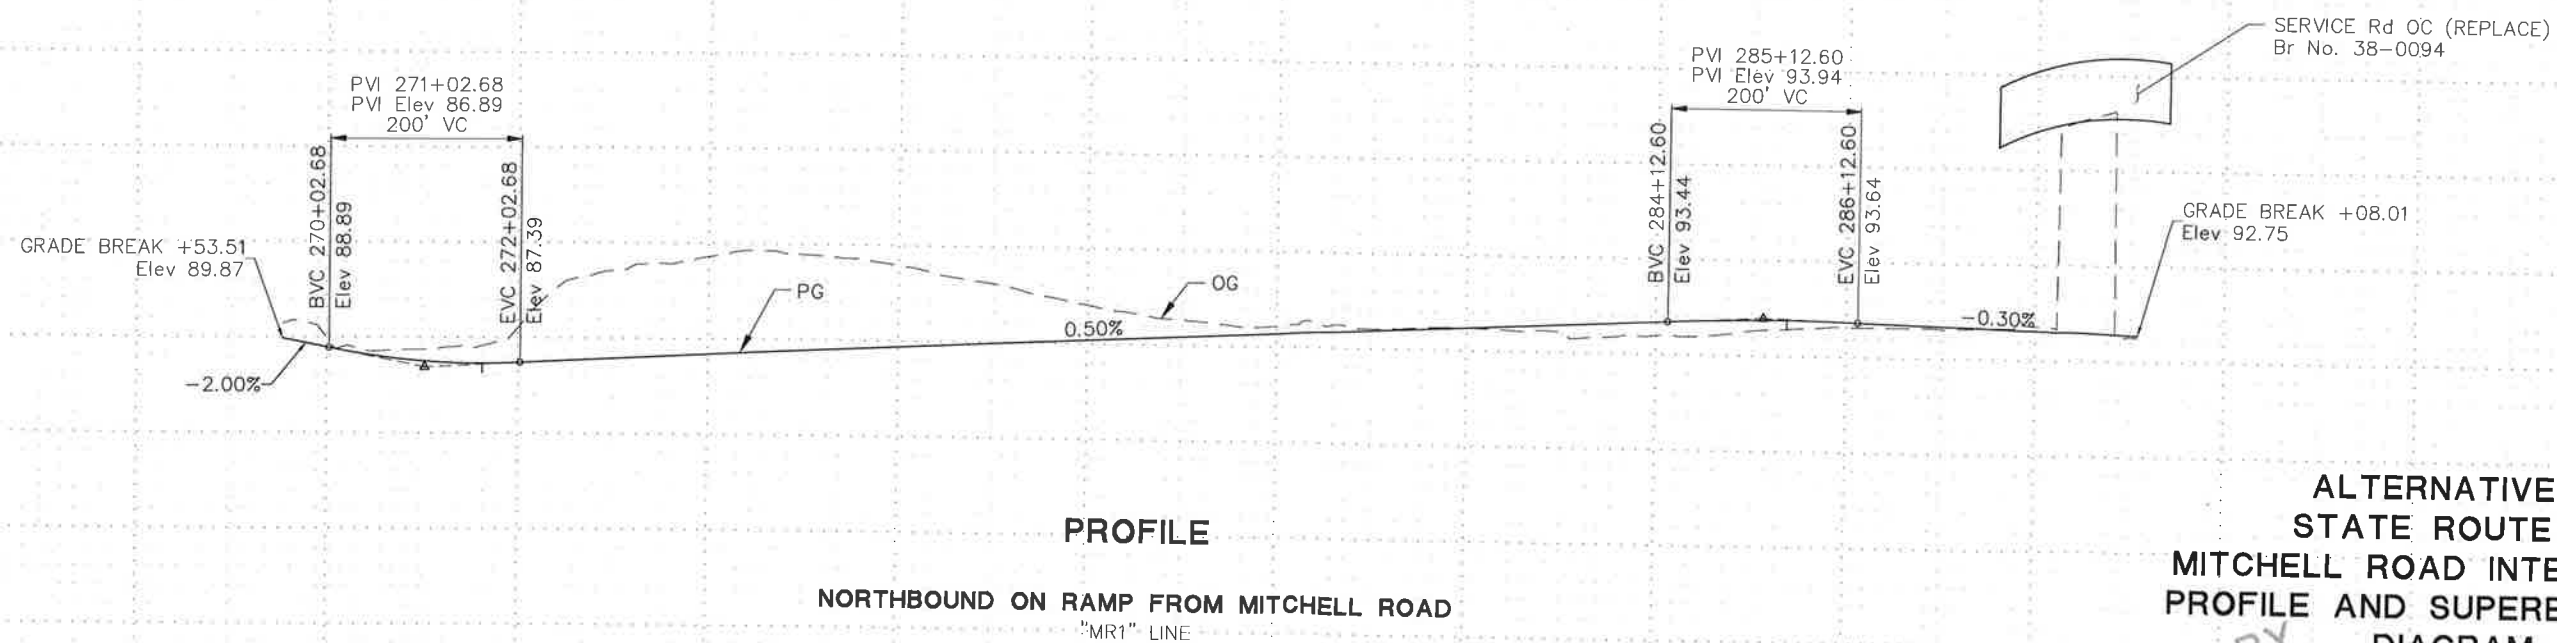 SERVICE Rd OC (REPLACE)
Br No. 38-0094
PVI 271+02.68
PVI Elev 86.89
200' VC
PVI 285+12.60
PVI Elev 93.94
200' VC
BVC 270+02.68
Elev 88.89
EVC 272+02.68
Elev 87.39
BVC 284+12.60
Elev 93.44
EVC 286+12.60
Elev 93.64
GRADE BREAK +53.51
Elev 89.87
GRADE BREAK +08.01
Elev 92.75
PG
OG
0.50%
-0.30%
-2.00%
PROFILE
NORTHBOUND ON RAMP FROM MITCHELL ROAD
"MR1" LINE
ALTERNATIVE
STATE ROUTE
MITCHELL ROAD INTE
PROFILE AND SUPERE
DIAGRAM